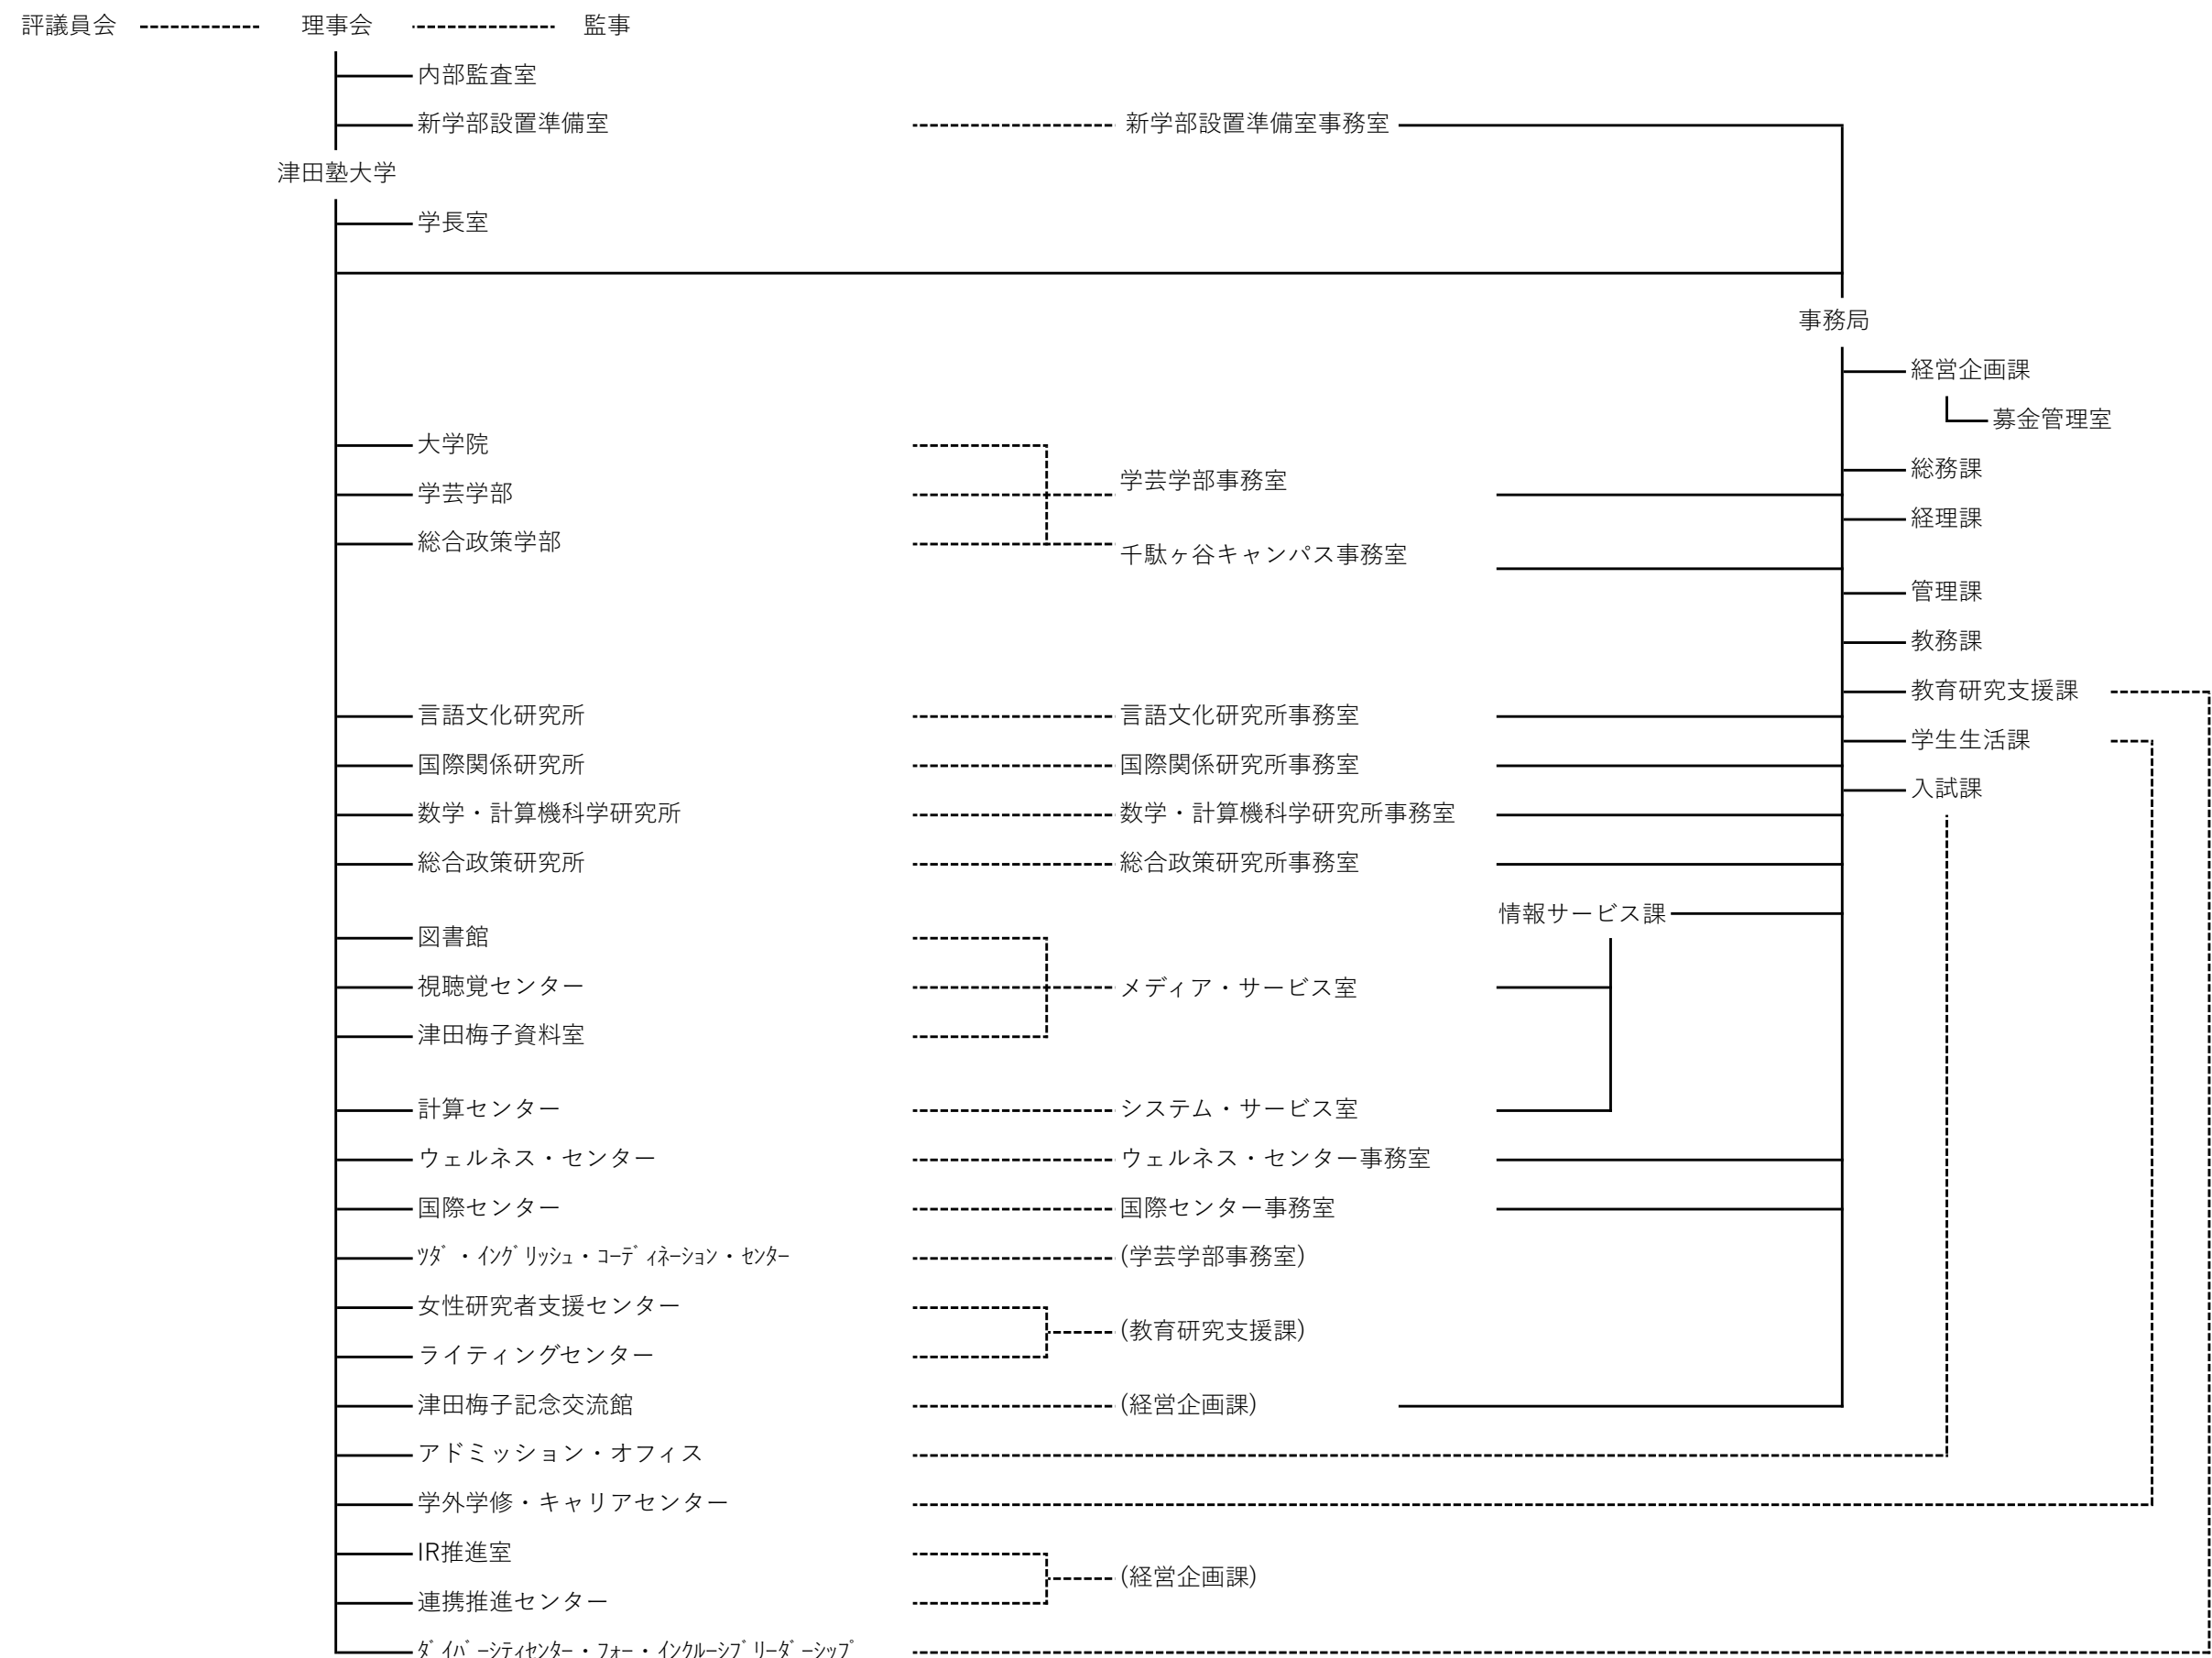 評議員会 理事会 監事
内部監査室
新学部設置準備室 新学部設置準備室事務室
津田塾大学
学長室
事務局
経営企画課
募金管理室
大学院
総務課
学芸学部事務室
学芸学部
経理課
総合政策学部
千駄ヶ谷キャンパス事務室
管理課
教務課
教育研究支援課
言語文化研究所 言語文化研究所事務室
学生生活課
国際関係研究所 国際関係研究所事務室
入試課
数学・計算機科学研究所 数学・計算機科学研究所事務室
総合政策研究所 総合政策研究所事務室
情報サービス課
図書館
視聴覚センター メディア・サービス室
津田梅子資料室
計算センター システム・サービス室
ウェルネス・センター ウェルネス・センター事務室
国際センター 国際センター事務室
ﾂﾀﾞ・ｲﾝｸﾞﾘｯｼｭ・ｺｰﾃﾞｨﾈｰｼｮﾝ・ｾﾝﾀｰ (学芸学部事務室)
女性研究者支援センター
(教育研究支援課)
ライティングセンター
津田梅子記念交流館 (経営企画課)
アドミッション・オフィス
学外学修・キャリアセンター
IR推進室
(経営企画課)
連携推進センター
ﾀﾞｲﾊﾞｰｼﾃｨｾﾝﾀｰ・ﾌｫｰ・ｲﾝｸﾙｰｼﾌﾞﾘｰﾀﾞｰｼｯﾌﾟ